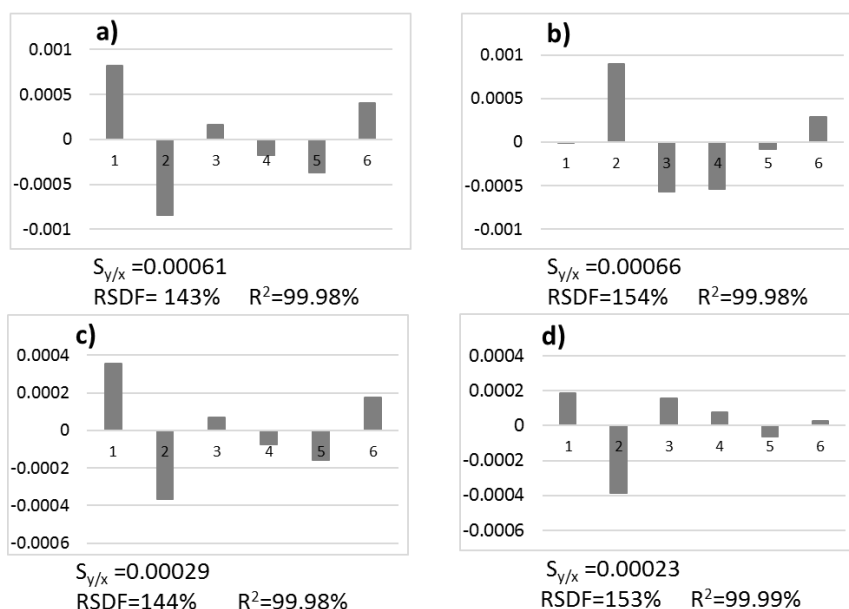 a)
0.001
0.0005
0
-0.0005
-0.001
1 2 3 4 5 6
S_y/x =0.00061
RSDF= 143% R²=99.98%
b)
0.001
0.0005
0
-0.0005
-0.001
1 2 3 4 5 6
S_y/x =0.00066
RSDF=154% R²=99.98%
c)
0.0004
0.0002
0
-0.0002
-0.0004
-0.0006
1 2 3 4 5 6
S_y/x =0.00029
RSDF=144% R²=99.98%
d)
0.0004
0.0002
0
-0.0002
-0.0004
-0.0006
1 2 3 4 5 6
S_y/x =0.00023
RSDF=153% R²=99.99%